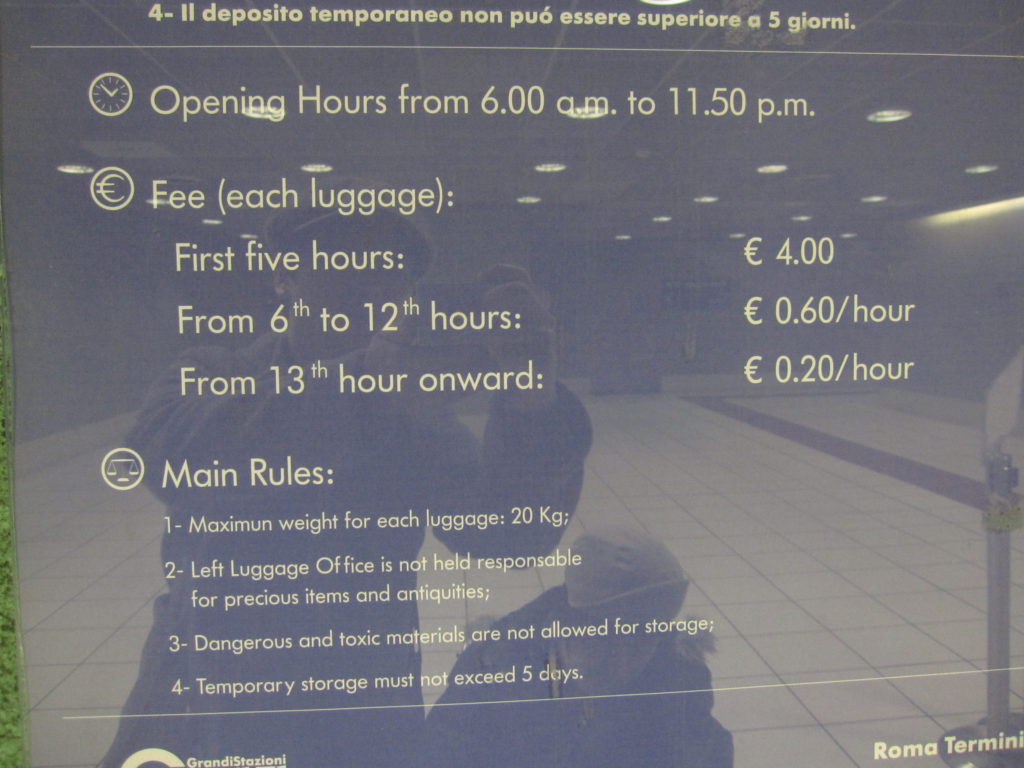 4- Il deposito temporaneo non puó essere superiore a 5 giorni.
Opening Hours from 6.00 a.m. to 11.50 p.m.
Fee (each luggage):
First five hours: € 4.00
From 6th to 12th hours: € 0.60/hour
From 13th hour onward: € 0.20/hour
Main Rules:
1- Maximun weight for each luggage: 20 Kg;
2- Left Luggage Office is not held responsable
for precious items and antiquities;
3- Dangerous and toxic materials are not allowed for storage;
4- Temporary storage must not exceed 5 days.
GrandiStazioni
Roma Termini